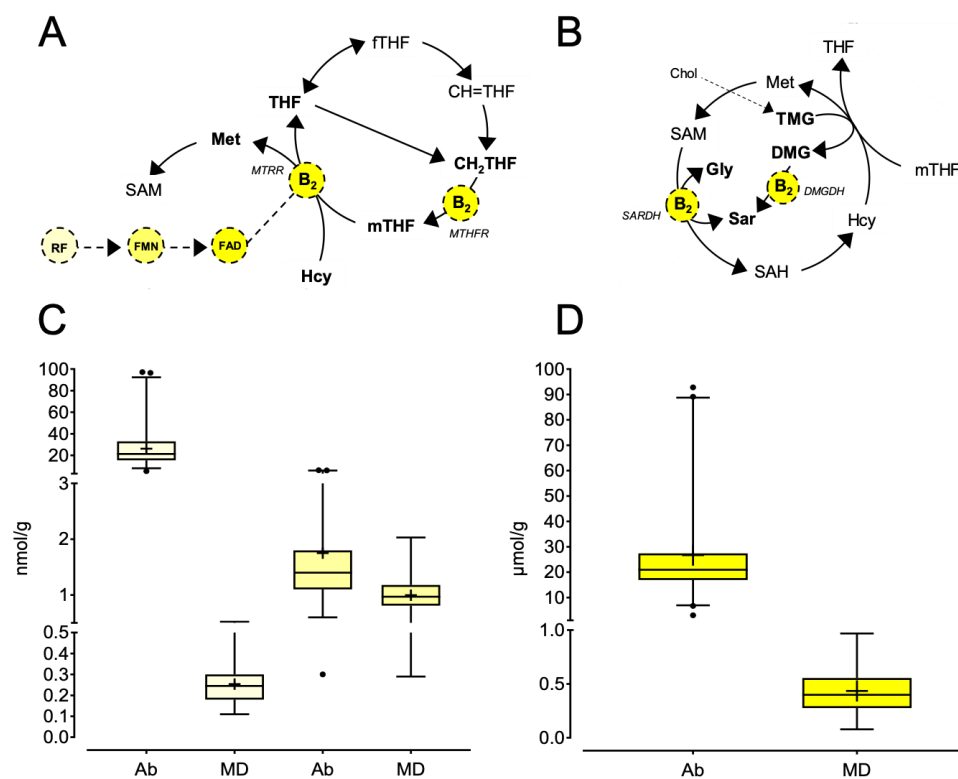 A
fTHF
CH=THF
THF
Met
MTRR
B2
CH2THF
SAM
B2
mTHF
MTHFR
RF
FMN
FAD
Hcy
B
THF
Chol
Met
TMG
SAM
DMG
Gly
mTHF
B2
DMGDH
B2
SARDH
Sar
Hcy
SAH
C
nmol/g
100
80
60
40
20
3
2
1
0.5
0.4
0.3
0.2
0.1
0.0
Ab MD Ab MD
D
μmol/g
100
90
80
70
60
50
40
30
20
10
1.0
0.5
0.0
Ab MD